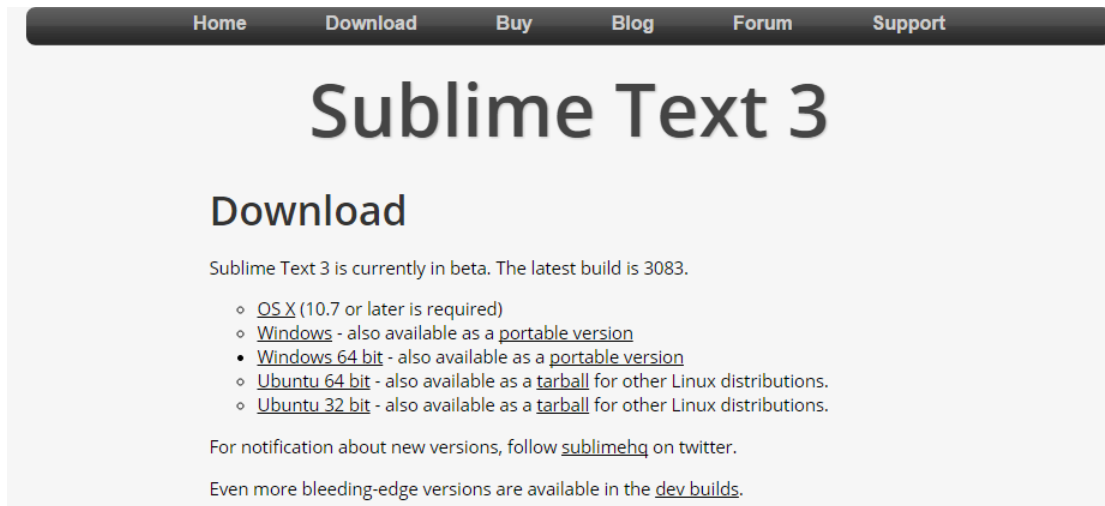 Home Download Buy Blog Forum Support
Sublime Text 3
Download
Sublime Text 3 is currently in beta. The latest build is 3083.
OS X (10.7 or later is required)
Windows - also available as a portable version
Windows 64 bit - also available as a portable version
Ubuntu 64 bit - also available as a tarball for other Linux distributions.
Ubuntu 32 bit - also available as a tarball for other Linux distributions.
For notification about new versions, follow sublimehq on twitter.
Even more bleeding-edge versions are available in the dev builds.